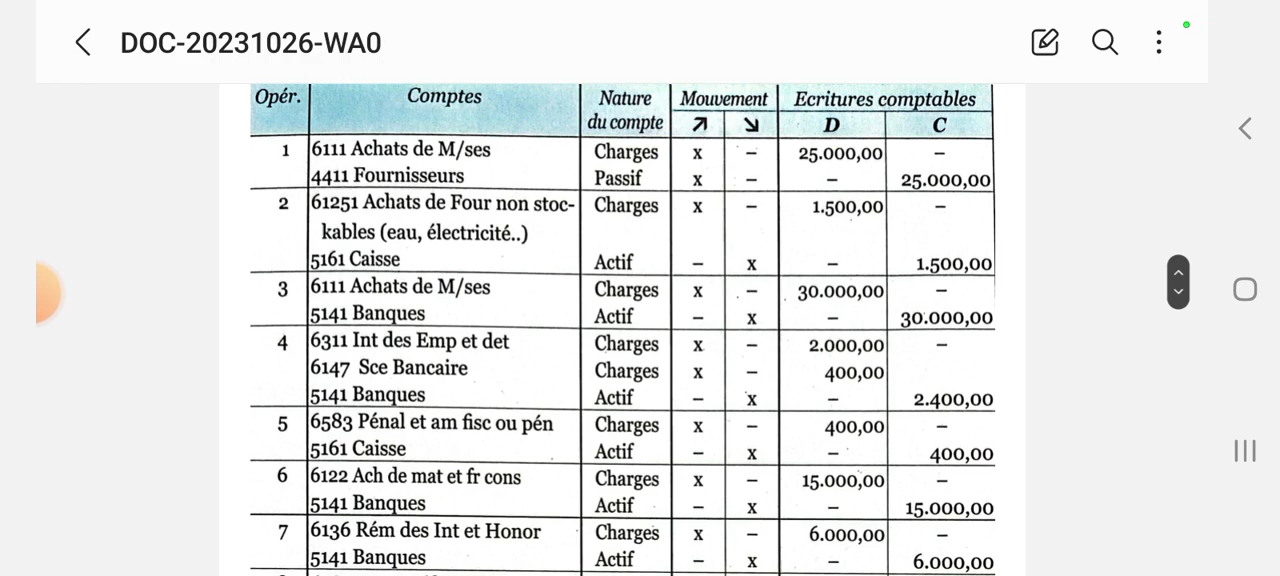 DOC-20231026-WA0
Opér. Comptes Nature du compte Mouvement Ecritures comptables
↗ ↘ D C
1 6111 Achats de M/ses Charges x – 25.000,00 –
4411 Fournisseurs Passif x – – 25.000,00
2 61251 Achats de Four non stoc- Charges x – 1.500,00 –
kables (eau, électricité..)
5161 Caisse Actif – x – 1.500,00
3 6111 Achats de M/ses Charges x – 30.000,00 –
5141 Banques Actif – x – 30.000,00
4 6311 Int des Emp et det Charges x – 2.000,00 –
6147 Sce Bancaire Charges x – 400,00
5141 Banques Actif – x – 2.400,00
5 6583 Pénal et am fisc ou pén Charges x – 400,00 –
5161 Caisse Actif – x – 400,00
6 6122 Ach de mat et fr cons Charges x – 15.000,00 –
5141 Banques Actif – x – 15.000,00
7 6136 Rém des Int et Honor Charges x – 6.000,00 –
5141 Banques Actif – x – 6.000,00